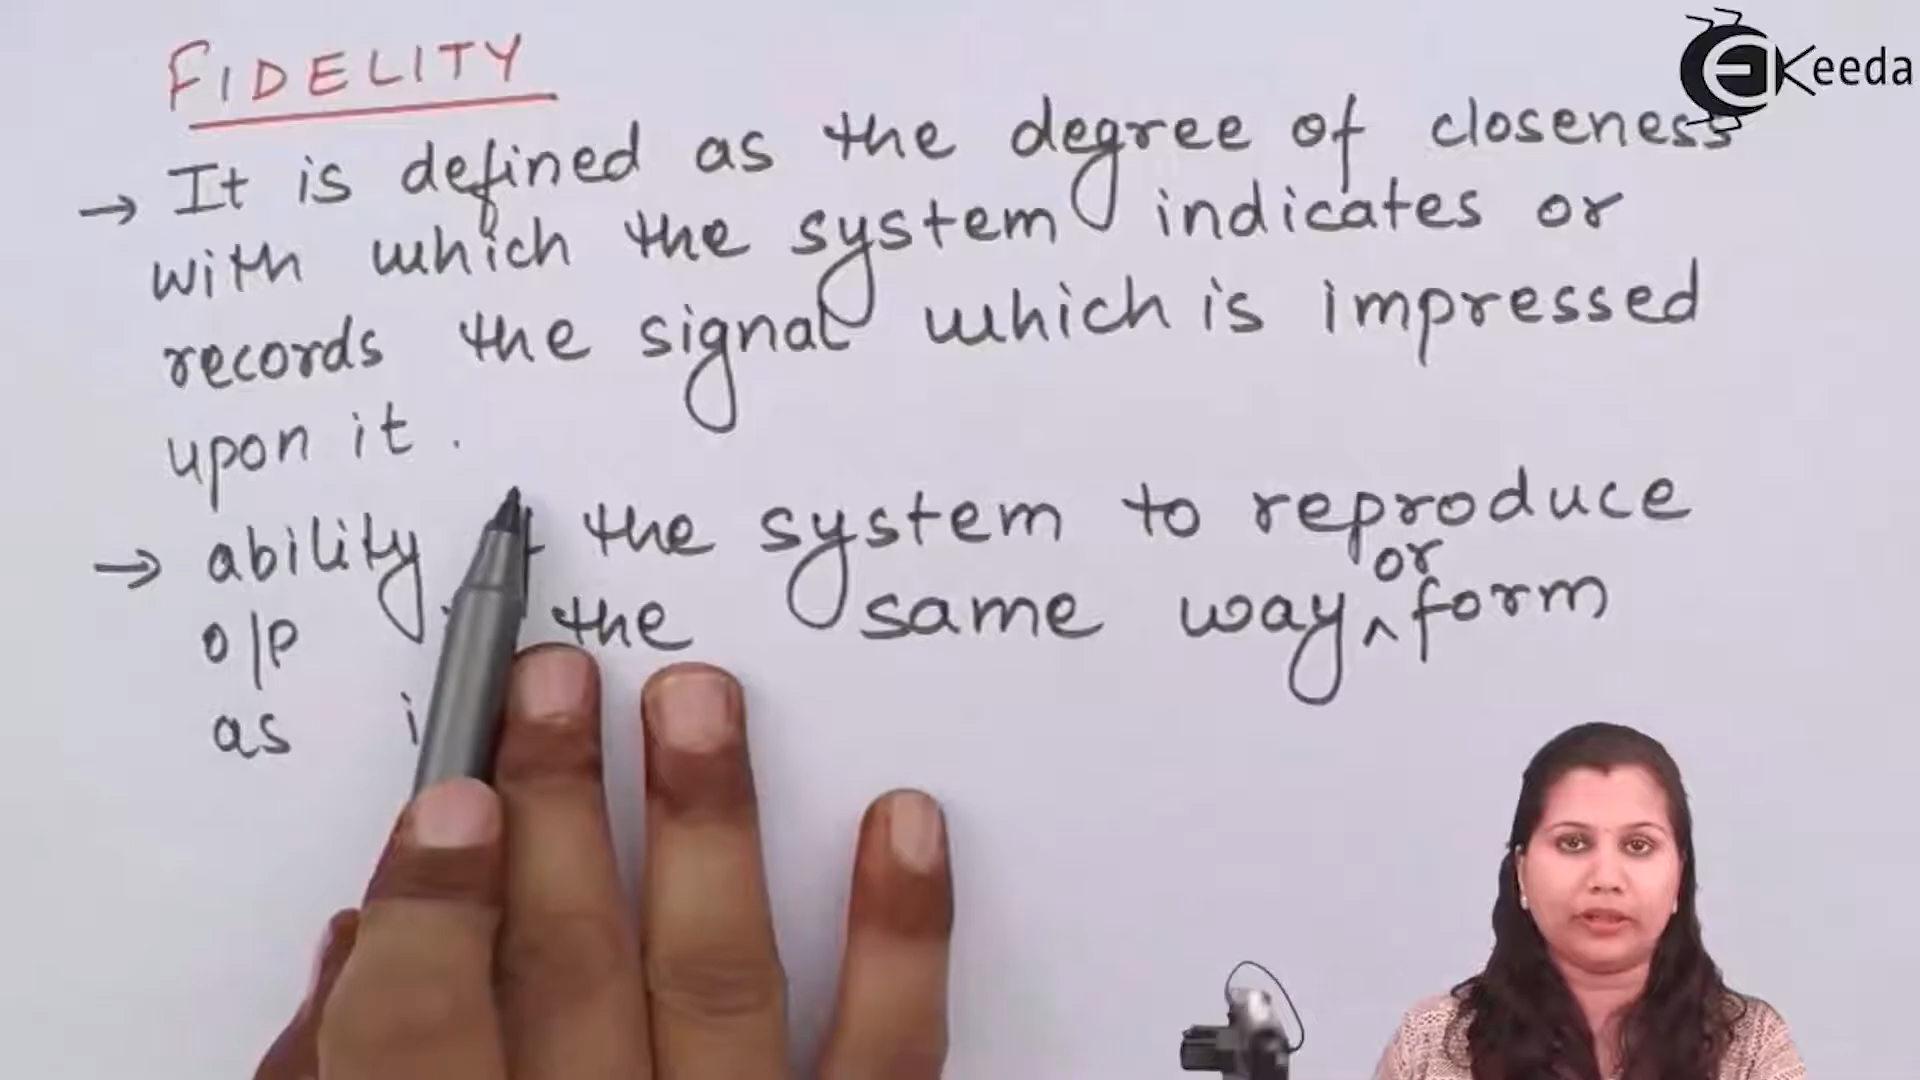 Keeda
FIDELITY
→ It is defined as the degree of closeness
with which the system indicates or
records the signal which is impressed
upon it.
→ ability the system to reproduce
or
o/p the same way ^ form
as